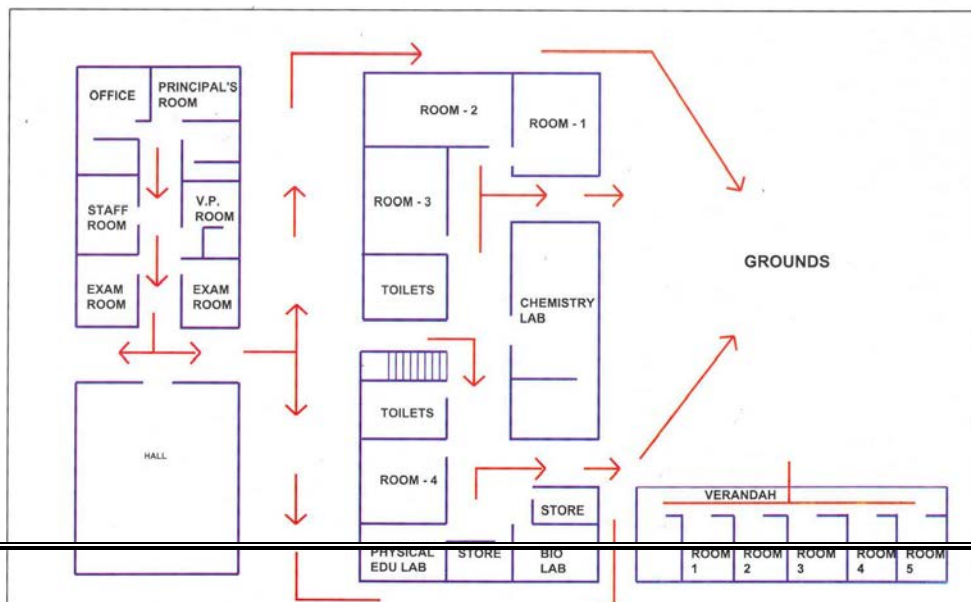 OFFICE
PRINCIPAL'S
ROOM
ROOM - 2
ROOM - 1
STAFF
ROOM
V.P.
ROOM
ROOM - 3
EXAM
ROOM
EXAM
ROOM
TOILETS
CHEMISTRY
LAB
GROUNDS
TOILETS
HALL
ROOM - 4
STORE
VERANDAH
PHYSICAL
EDU LAB
STORE
BIO
LAB
ROOM
1
ROOM
2
ROOM
3
ROOM
4
ROOM
5